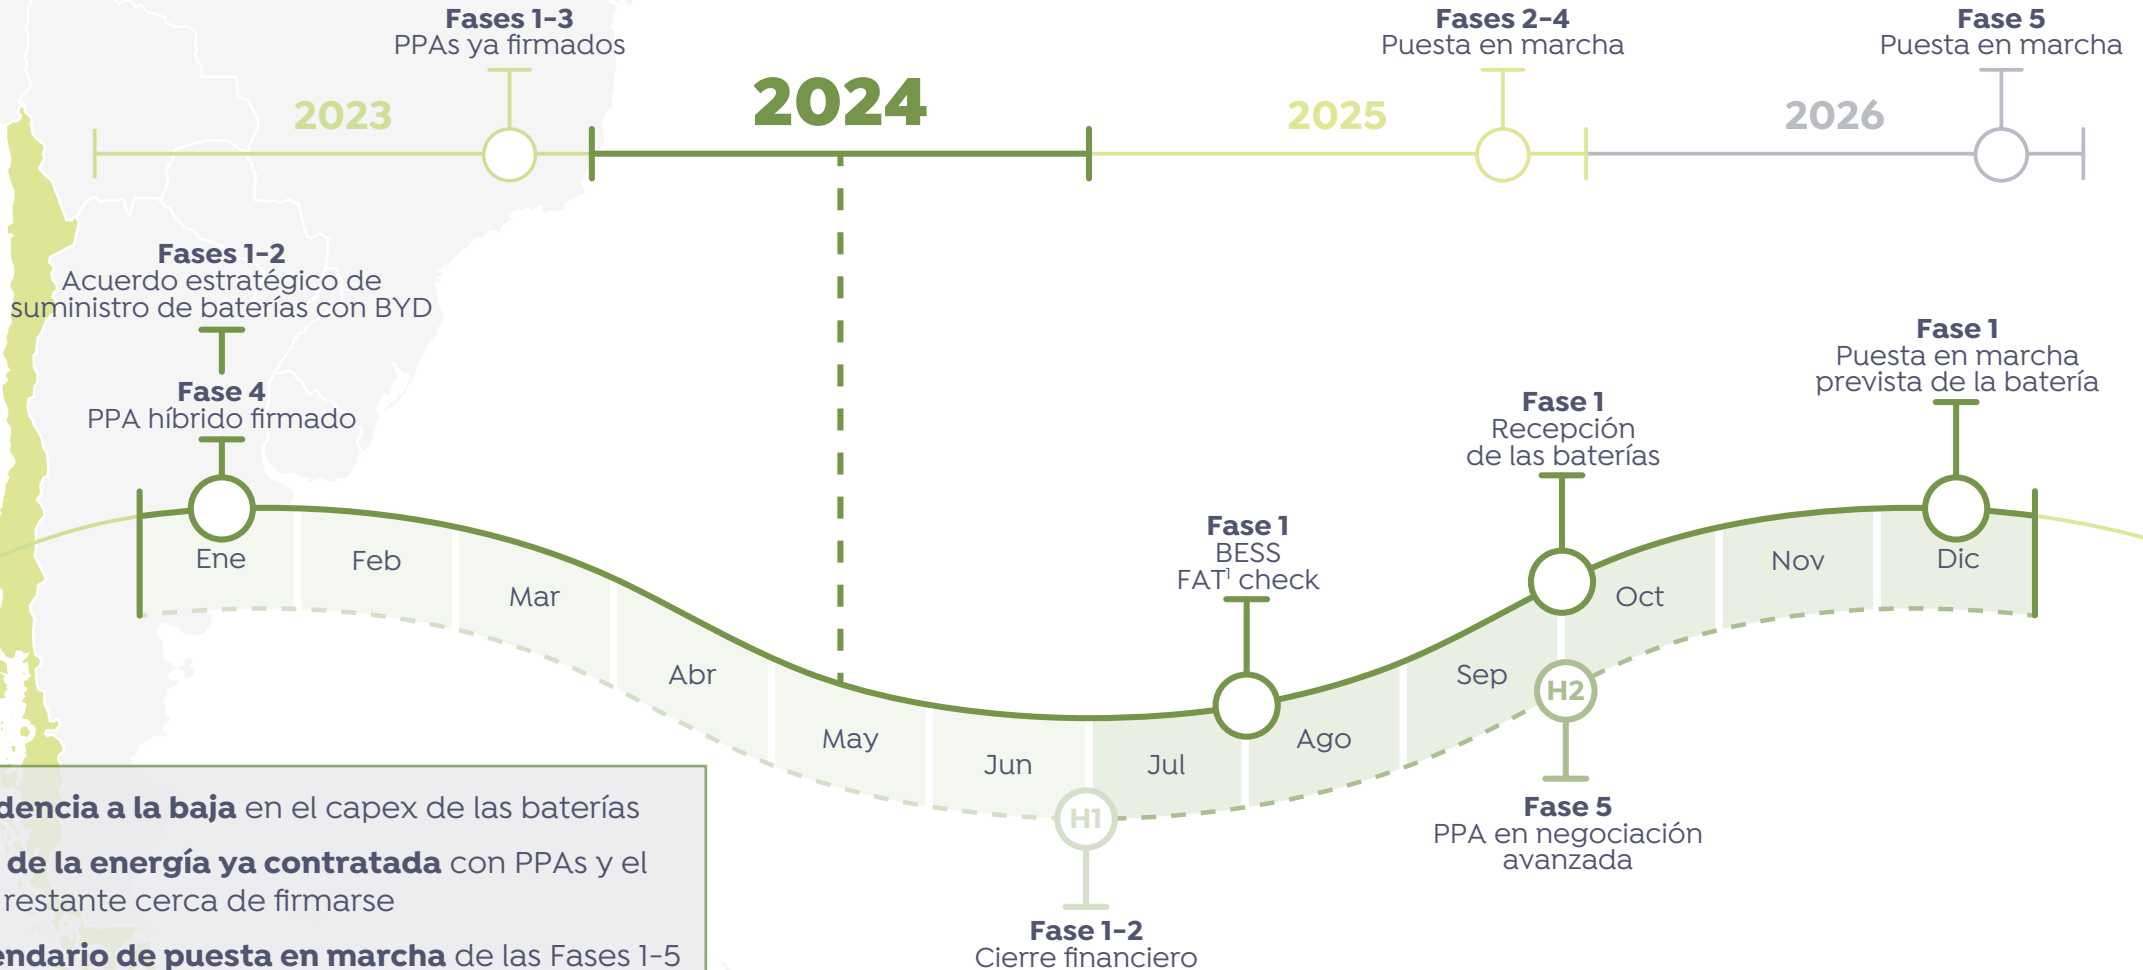 Fases 1-3
PPAs ya firmados
Fases 2-4
Puesta en marcha
Fase 5
Puesta en marcha
2023
2024
2025
2026
Fases 1-2
Acuerdo estratégico de
suministro de baterías con BYD
Fase 4
PPA híbrido firmado
Fase 1
BESS
FAT¹ check
Fase 1
Recepción
de las baterías
Fase 1
Puesta en marcha
prevista de la batería
Ene
Feb
Mar
Abr
May
Jun
Jul
Ago
Sep
Oct
Nov
Dic
H1
H2
Fase 1-2
Cierre financiero
Fase 5
PPA en negociación
avanzada
a la baja en el capex de las baterías
de la energía ya contratada con PPAs y el
restante cerca de firmarse
de puesta en marcha de las Fases 1-5